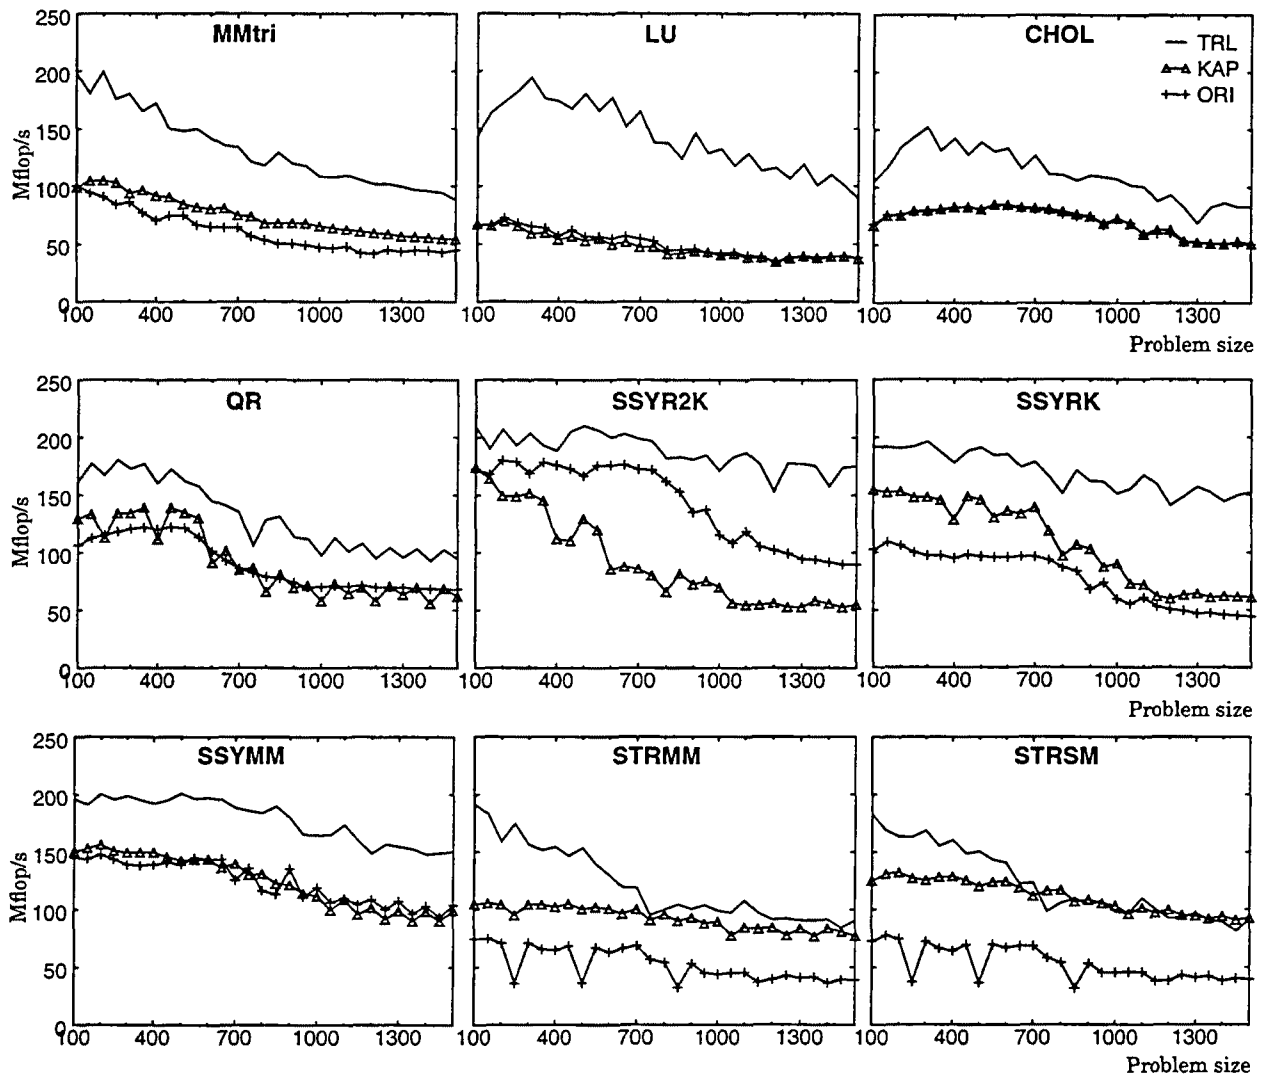 MMtri LU CHOL
TRL
KAP
ORI
Mflop/s
250
200
150
100
50
0
100 400 700 1000 1300
100 400 700 1000 1300
100 400 700 1000 1300
Problem size
QR SSYR2K SSYRK
Mflop/s
250
200
150
100
50
0
100 400 700 1000 1300
100 400 700 1000 1300
100 400 700 1000 1300
Problem size
SSYMM STRMM STRSM
Mflop/s
250
200
150
100
50
0
100 400 700 1000 1300
100 400 700 1000 1300
100 400 700 1000 1300
Problem size